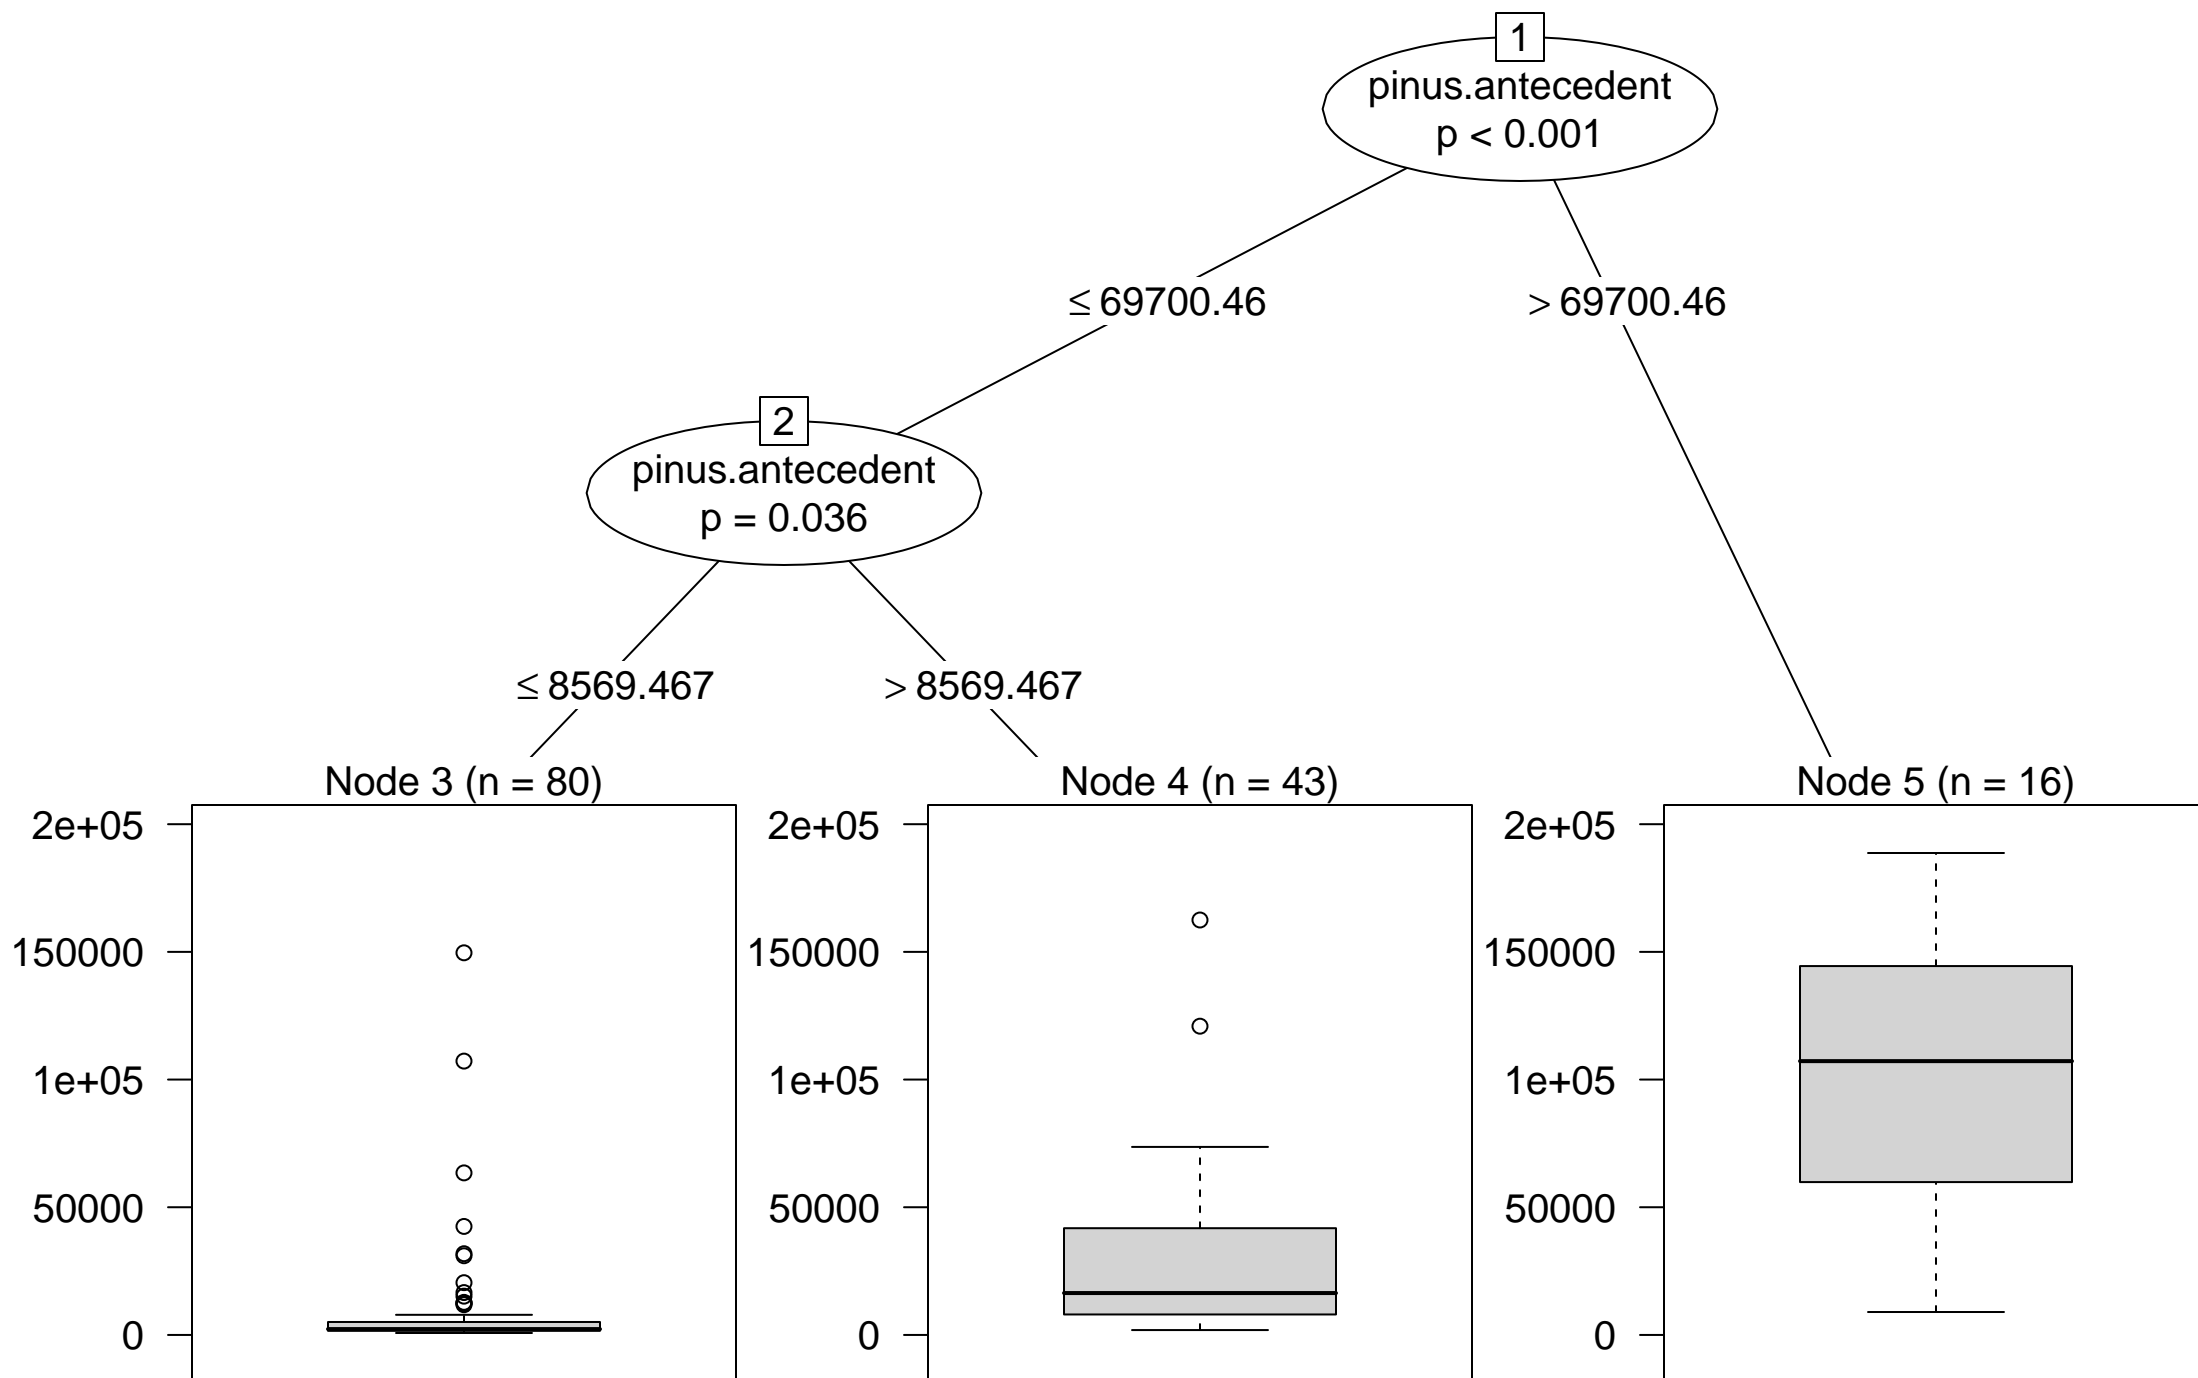 1
pinus.antecedent
p < 0.001
≤ 69700.46
> 69700.46
2
pinus.antecedent
p = 0.036
≤ 8569.467
> 8569.467
Node 3 (n = 80)
2e+05
150000
1e+05
50000
0
Node 4 (n = 43)
2e+05
150000
1e+05
50000
0
Node 5 (n = 16)
2e+05
150000
1e+05
50000
0